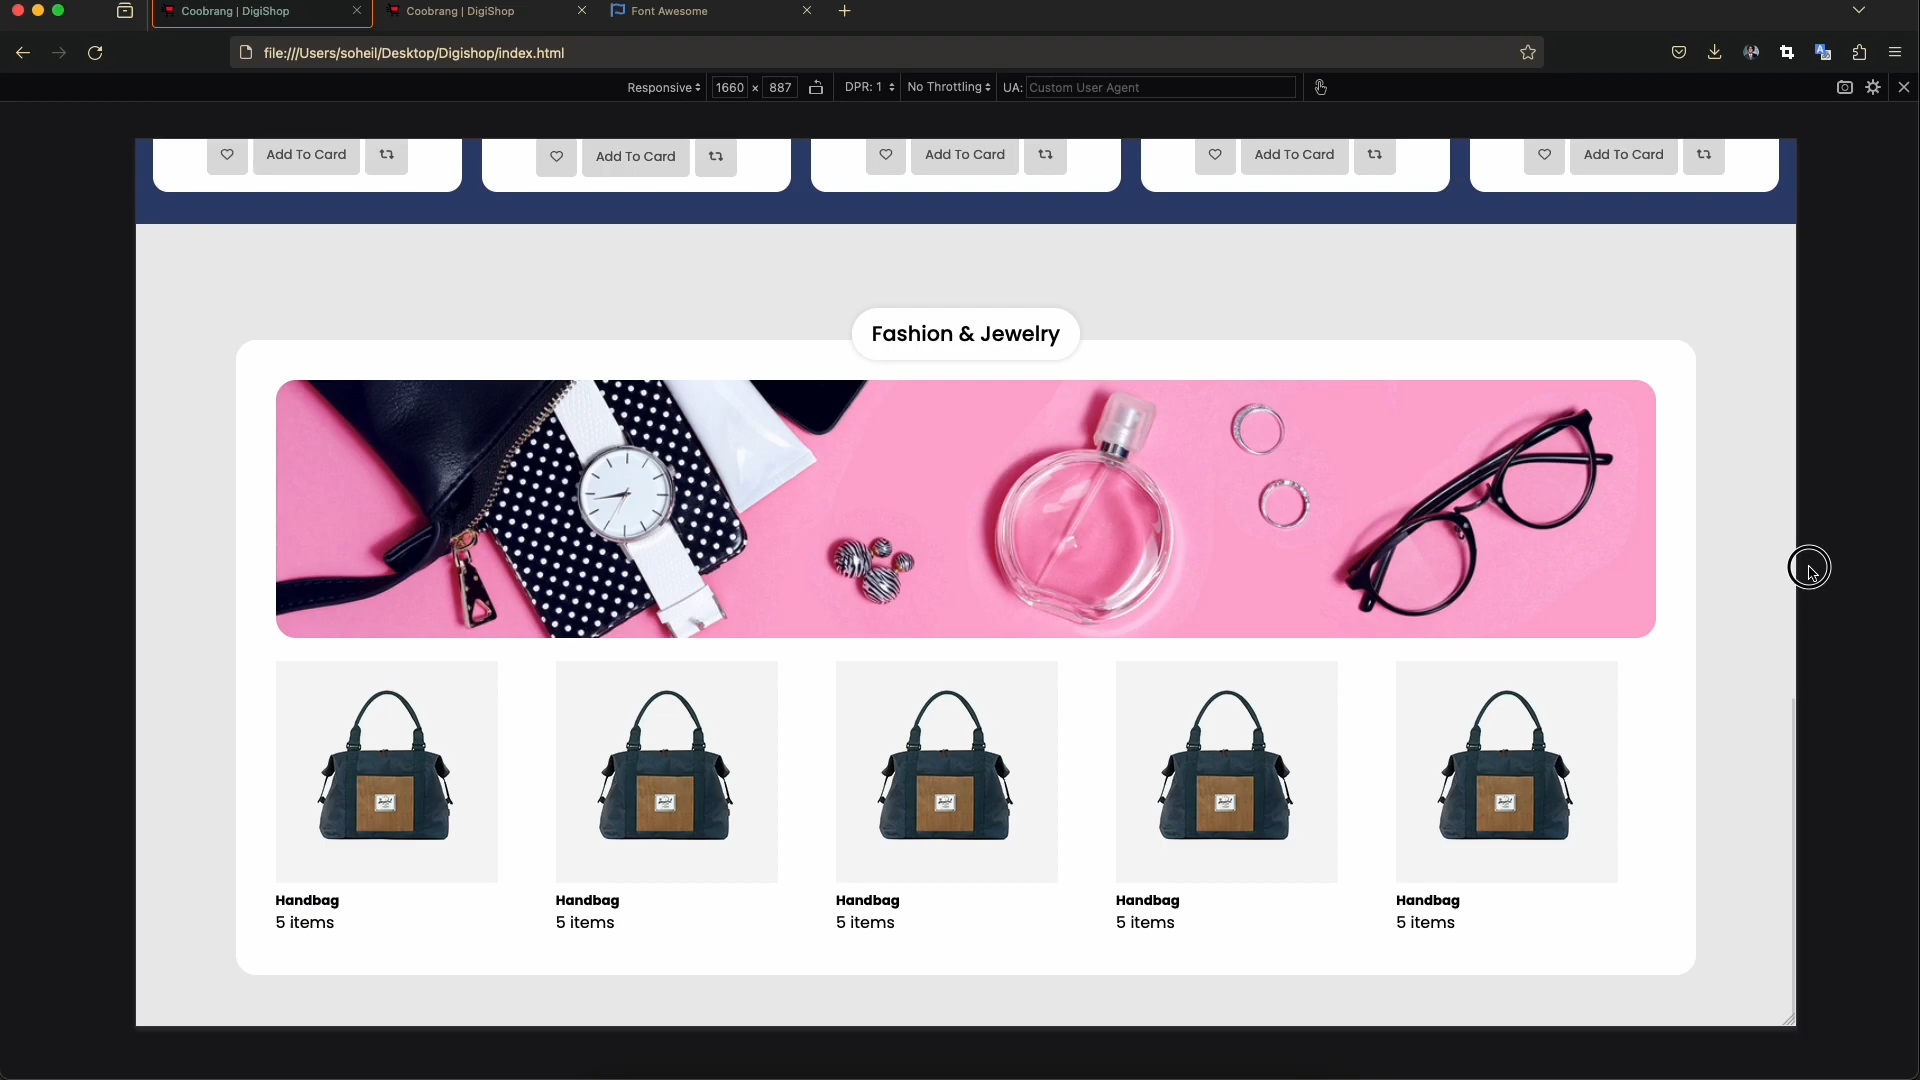 Coobrang | DigiShop
Coobrang | DigiShop
Font Awesome
file:///Users/soheil/Desktop/Digishop/index.html
Responsive 1660 × 887 DPR: 1 No Throttling UA: Custom User Agent
Add To Card Add To Card Add To Card Add To Card Add To Card
Fashion & Jewelry
Handbag Handbag Handbag Handbag Handbag
5 items 5 items 5 items 5 items 5 items